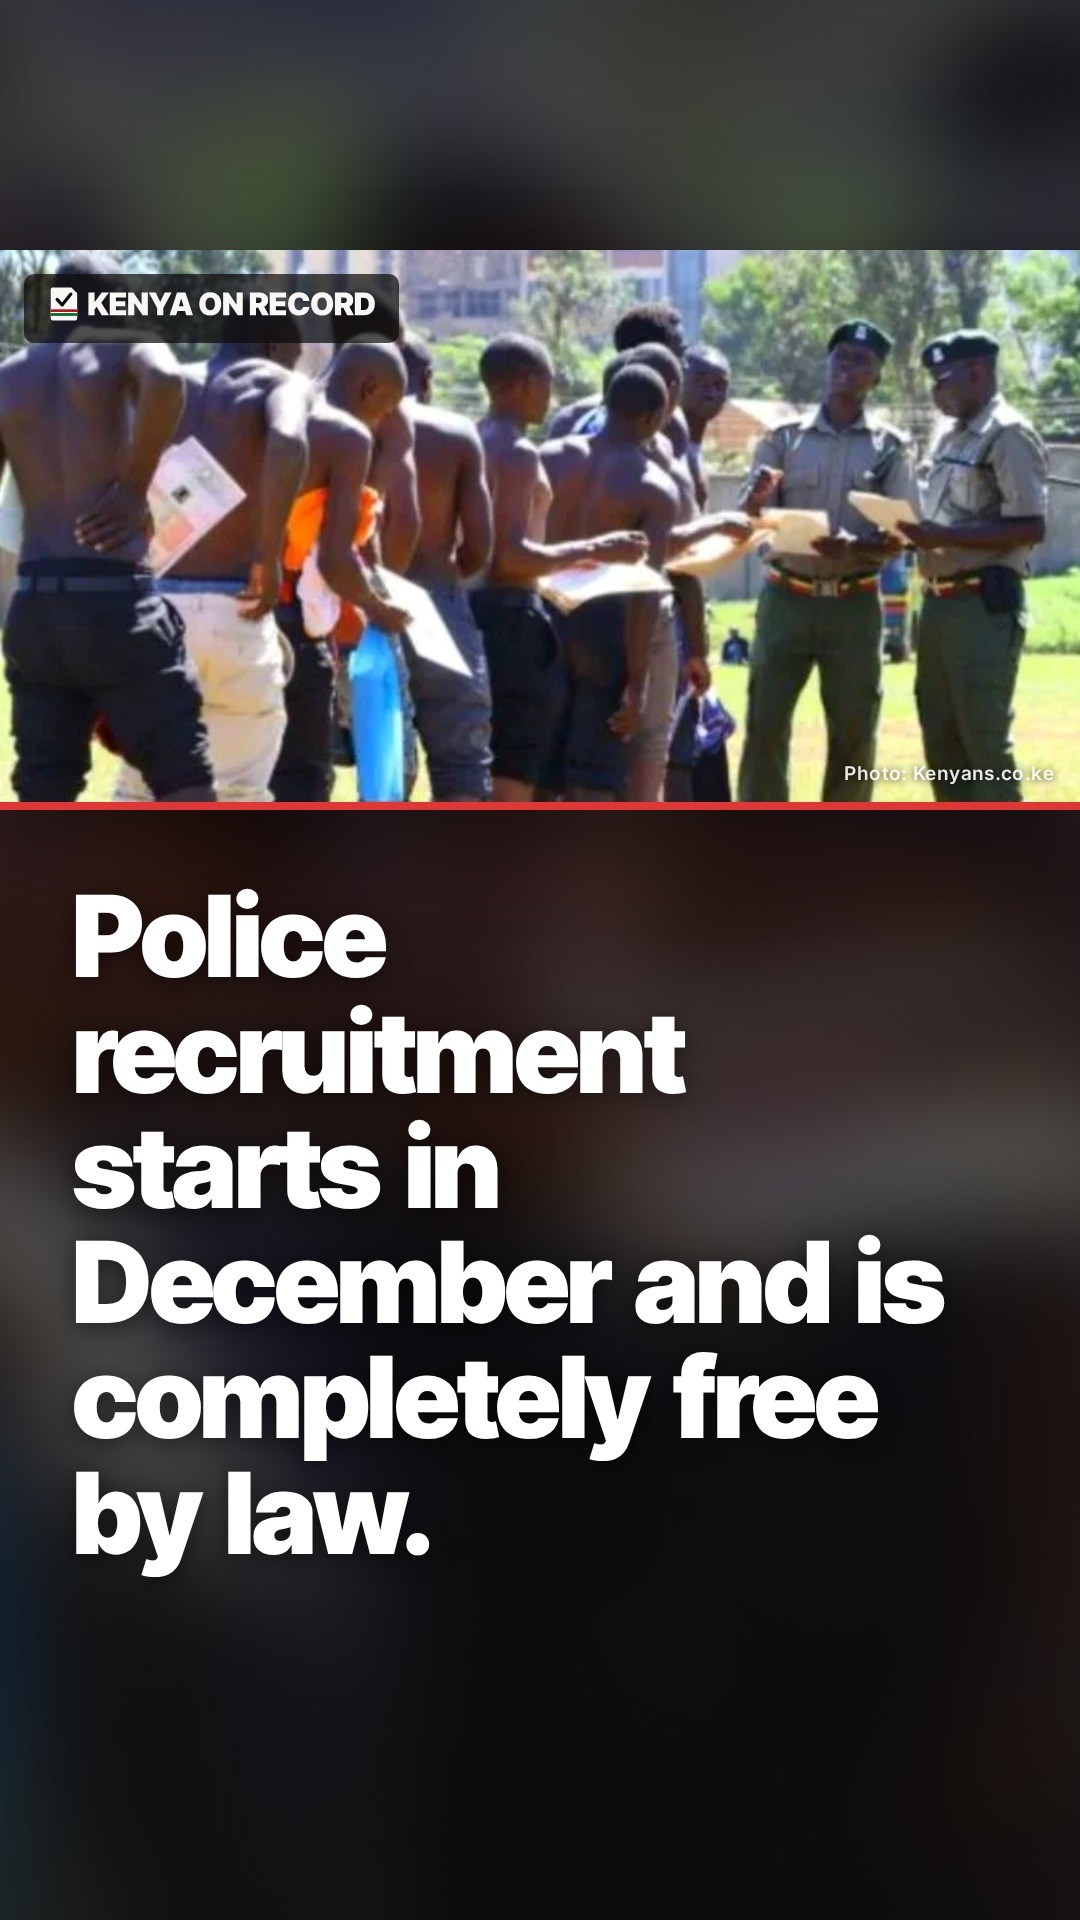 KENYA ON RECORD
Photo: Kenyans.co.ke
Police
recruitment
starts in
December and is
completely free
by law.